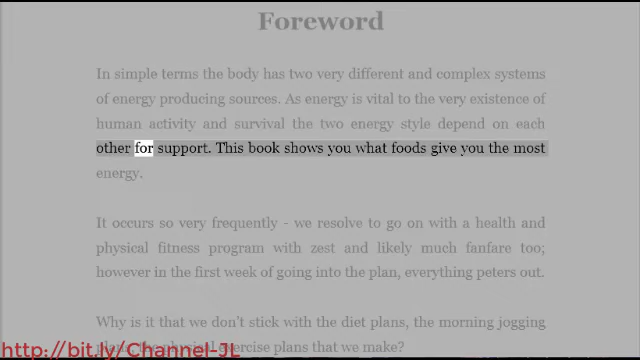 Foreword
In simple terms the body has two very different and complex systems
of energy producing sources. As energy is vital to the very existence of
human activity and survival the two energy style depend on each
other for support. This book shows you what foods give you the most
energy.
It occurs so very frequently - we resolve to go on with a health and
physical fitness program with zest and likely much fanfare too;
however in the first week of going into the plan, everything peters out.
Why is it that we don't stick with the diet plans, the morning jogging
plans, the physical exercise plans that we make?
http://bit.ly/Channel-JL